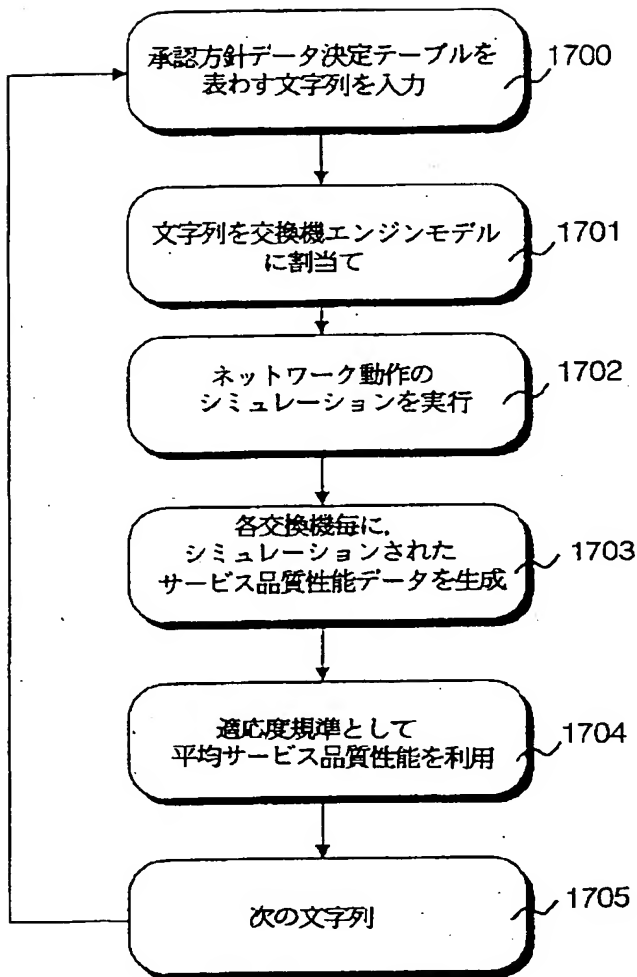 承認方針データ決定テーブルを
表わす文字列を入力
1700
文字列を交換機エンジンモデル
に割当て
1701
ネットワーク動作の
シミュレーションを実行
1702
各交換機毎に.
シミュレーションされた
サービス品質性能データを生成
1703
適応度規準として
平均サービス品質性能を利用
1704
次の文字列
1705